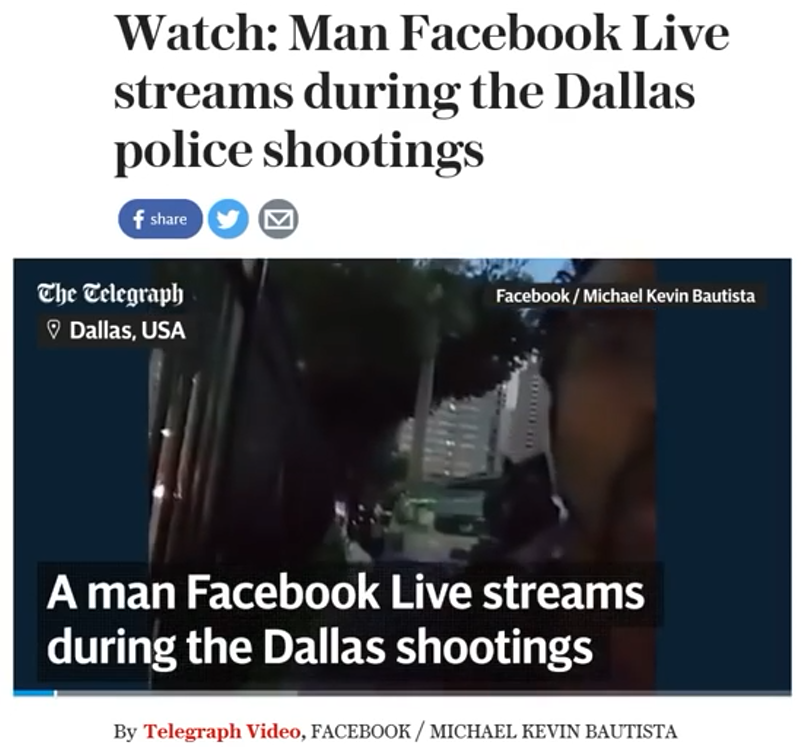 Watch: Man Facebook Live
streams during the Dallas
police shootings
f share
The Telegraph
Facebook / Michael Kevin Bautista
Dallas, USA
A man Facebook Live streams
during the Dallas shootings
By Telegraph Video, FACEBOOK / MICHAEL KEVIN BAUTISTA